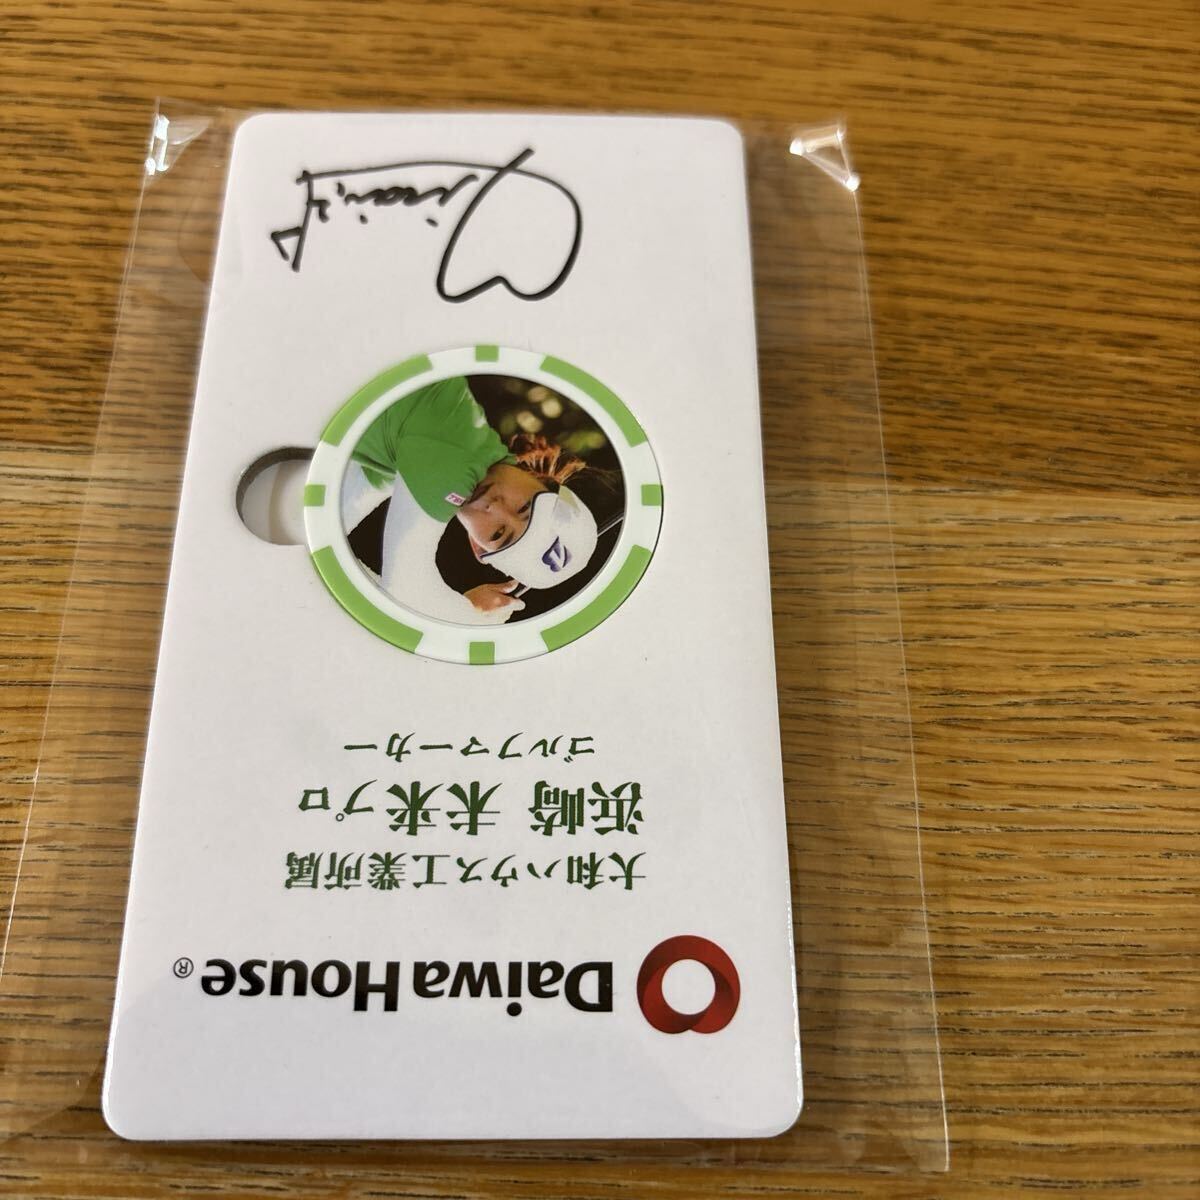 Daiwa House®
大和ハウス工業所属
浜崎 未来プロ
ゴルフマーカー